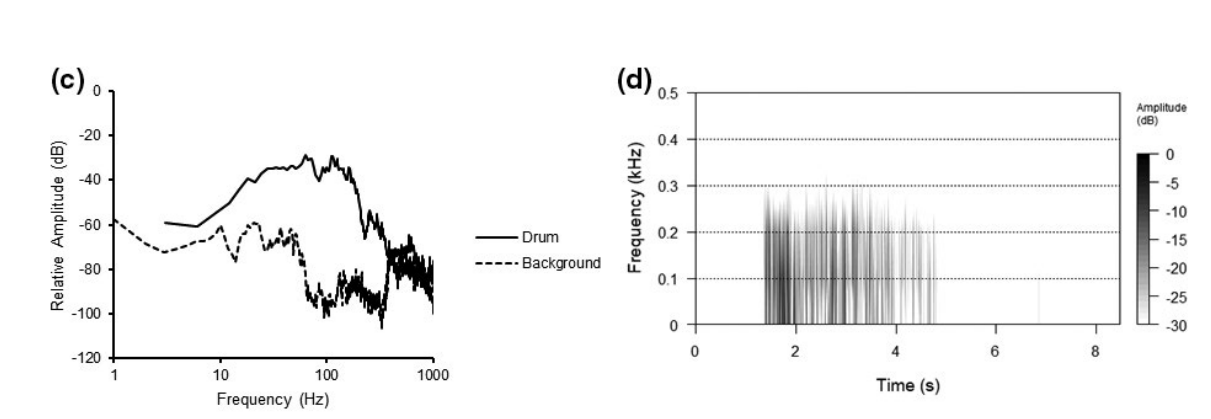 (c)
0
-20
-40
-60
-80
-100
-120
Relative Amplitude (dB)
1 10 100 1000
Frequency (Hz)
Drum
Background
(d)
0.5
0.4
0.3
0.2
0.1
0
Frequency (kHz)
0 2 4 6 8
Time (s)
Amplitude
(dB)
0
-5
-10
-15
-20
-25
-30